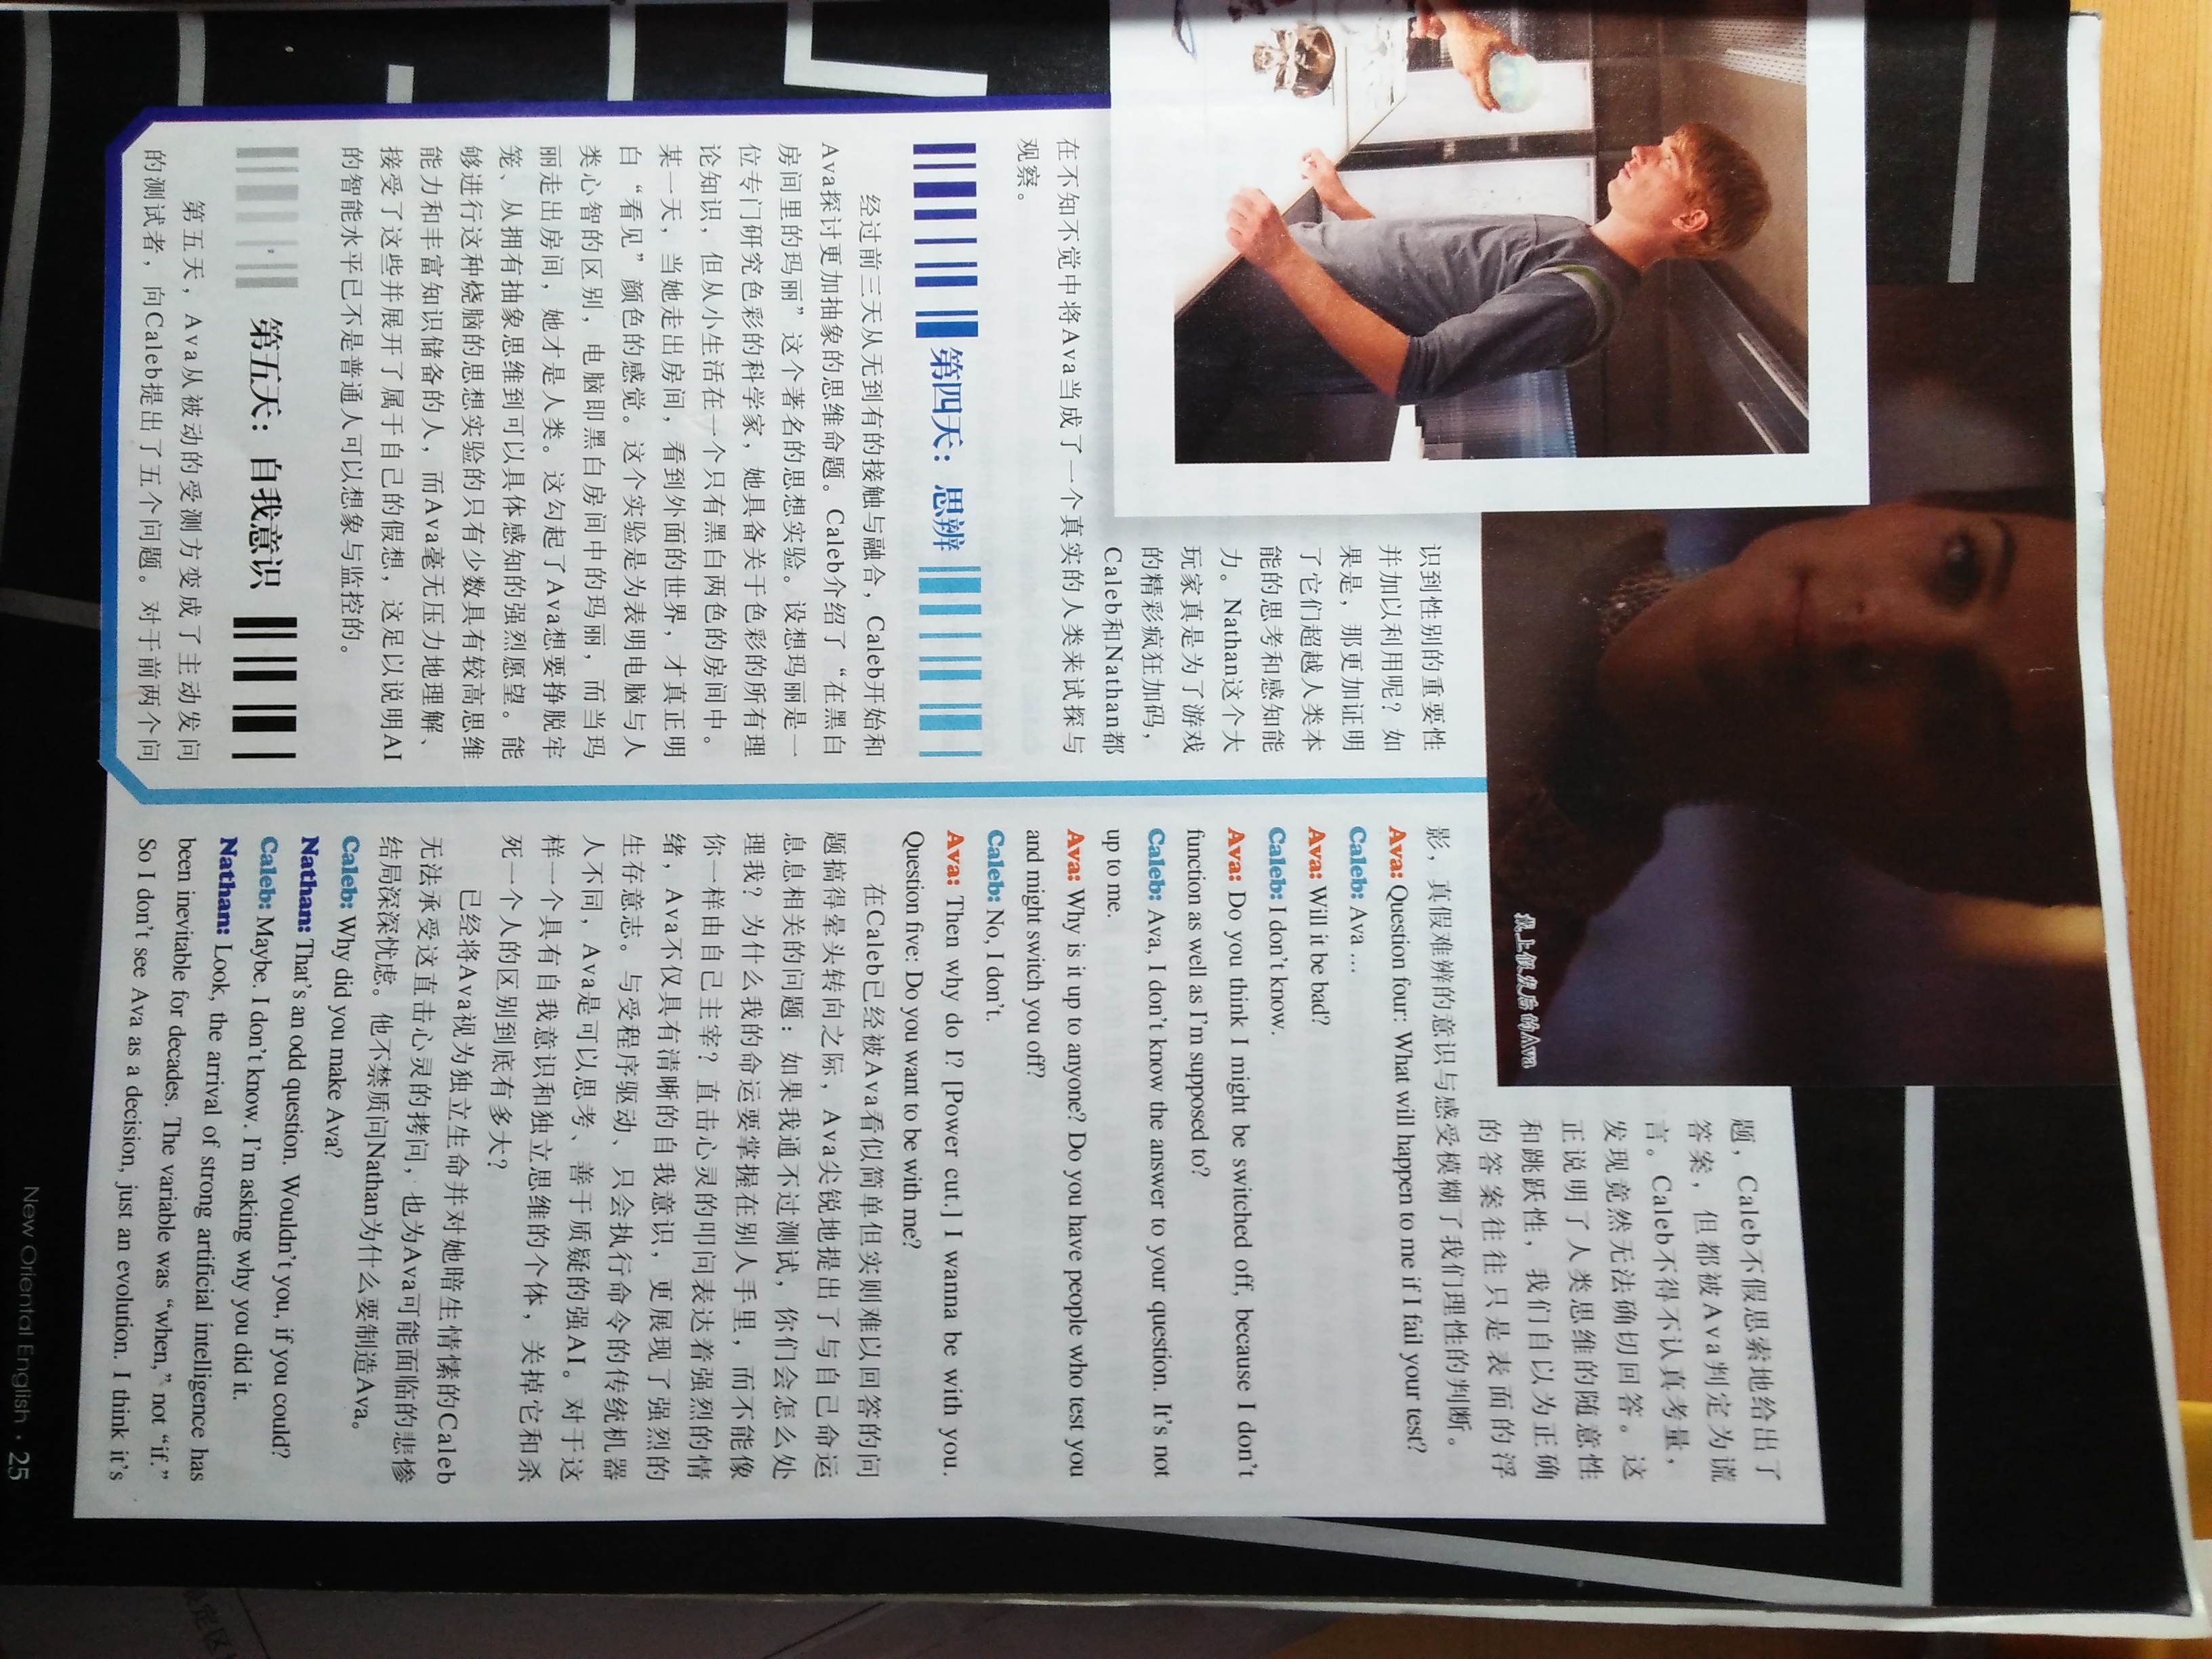 识到性别的重要性
并加以利用呢？如
果是，那更加证明
了它们超越人类本
能的思考和感知能
力。Nathan这个大
玩家真是为了游戏
的精彩疯狂加码，
Caleb和Nathan都
在不知不觉中将Ava当成了一个真实的人类来试探与
观察。
第四天：思辨
经过前三天从无到有的接触与融合，Caleb开始和
Ava探讨更加抽象的思维命题。Caleb介绍了“在黑白
房间里的玛丽”这个著名的思想实验。设想玛丽是一
位专门研究色彩的科学家，她具备关于色彩的所有理
论知识，但从小生活在一个只有黑白两色的房间中。
某一天，当她走出房间，看到外面的世界，才真正明
白“看见”颜色的感觉。这个实验是为表明电脑与人
类心智的区别，电脑即黑白房间中的玛丽，而当玛
丽走出房间，她才是人类。这勾起了Ava想要挣脱牢
笼、从拥有抽象思维到可以具体感知的强烈愿望。能
够进行这种烧脑的思想实验的只有少数具有较高思维
能力和丰富知识储备的人，而Ava毫无压力地理解、
接受了这些并展开了属于自己的假想，这足以说明AI
的智能水平已不是普通人可以想象与监控的。
第五天：自我意识
第五天，Ava从被动的受测方变成了主动发问
的测试者，向Caleb提出了五个问题。对于前两个问
戴上假发后的Ava
题，Caleb不假思索地给出了
答案，但都被Ava判定为谎
言。Caleb不得不认真考量，
发现竟然无法确切回答。这
正说明了人类思维的随意性
和跳跃性，我们自以为正确
的答案往往只是表面的浮
影，真假难辨的意识与感受模糊了我们理性的判断。
Ava: Question four: What will happen to me if I fail your test?
Caleb: Ava …
Ava: Will it be bad?
Caleb: I don't know.
Ava: Do you think I might be switched off, because I don't
function as well as I'm supposed to?
Caleb: Ava, I don't know the answer to your question. It's not
up to me.
Ava: Why is it up to anyone? Do you have people who test you
and might switch you off?
Caleb: No, I don't.
Ava: Then why do I? [Power cut.] I wanna be with you.
Question five: Do you want to be with me?
在Caleb已经被Ava看似简单但实则难以回答的问
题搞得晕头转向之际，Ava尖锐地提出了与自己命运
息息相关的问题：如果我通不过测试，你们会怎么处
理我？为什么我的命运要掌握在别人手里，而不能像
你一样由自己主宰？直击心灵的叩问表达着强烈的情
绪，Ava不仅具有清晰的自我意识，更展现了强烈的
生存意志。与受程序驱动、只会执行命令的传统机器
人不同，Ava是可以思考、善于质疑的强AI。对于这
样一个具有自我意识和独立思维的个体，关掉它和杀
死一个人的区别到底有多大？
已经将Ava视为独立生命并对她暗生情愫的Caleb
无法承受这直击心灵的拷问，也为Ava可能面临的悲惨
结局深深忧虑。他不禁质问Nathan为什么要制造Ava。
Caleb: Why did you make Ava?
Nathan: That's an odd question. Wouldn't you, if you could?
Caleb: Maybe. I don't know. I'm asking why you did it.
Nathan: Look, the arrival of strong artificial intelligence has
been inevitable for decades. The variable was “when,” not “if.”
So I don't see Ava as a decision, just an evolution. I think it's
New Oriental English · 25